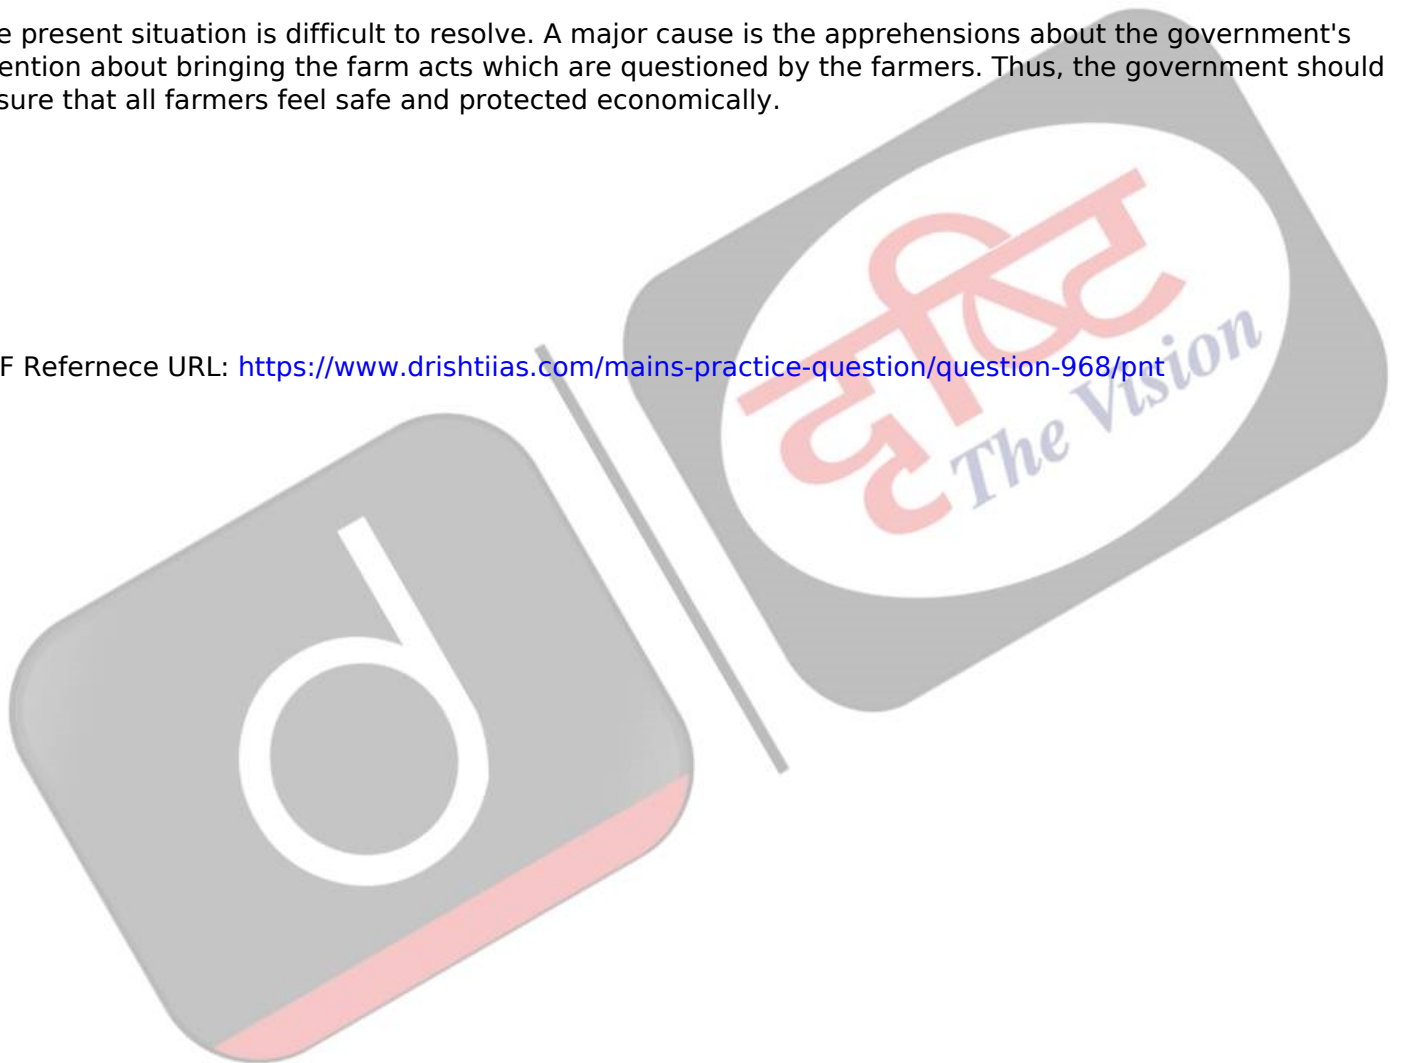 e present situation is difficult to resolve. A major cause is the apprehensions about the government's
ention about bringing the farm acts which are questioned by the farmers. Thus, the government should
sure that all farmers feel safe and protected economically.
F Refernece URL: https://www.drishtiias.com/mains-practice-question/question-968/pnt
दृष्टि
The Vision
d